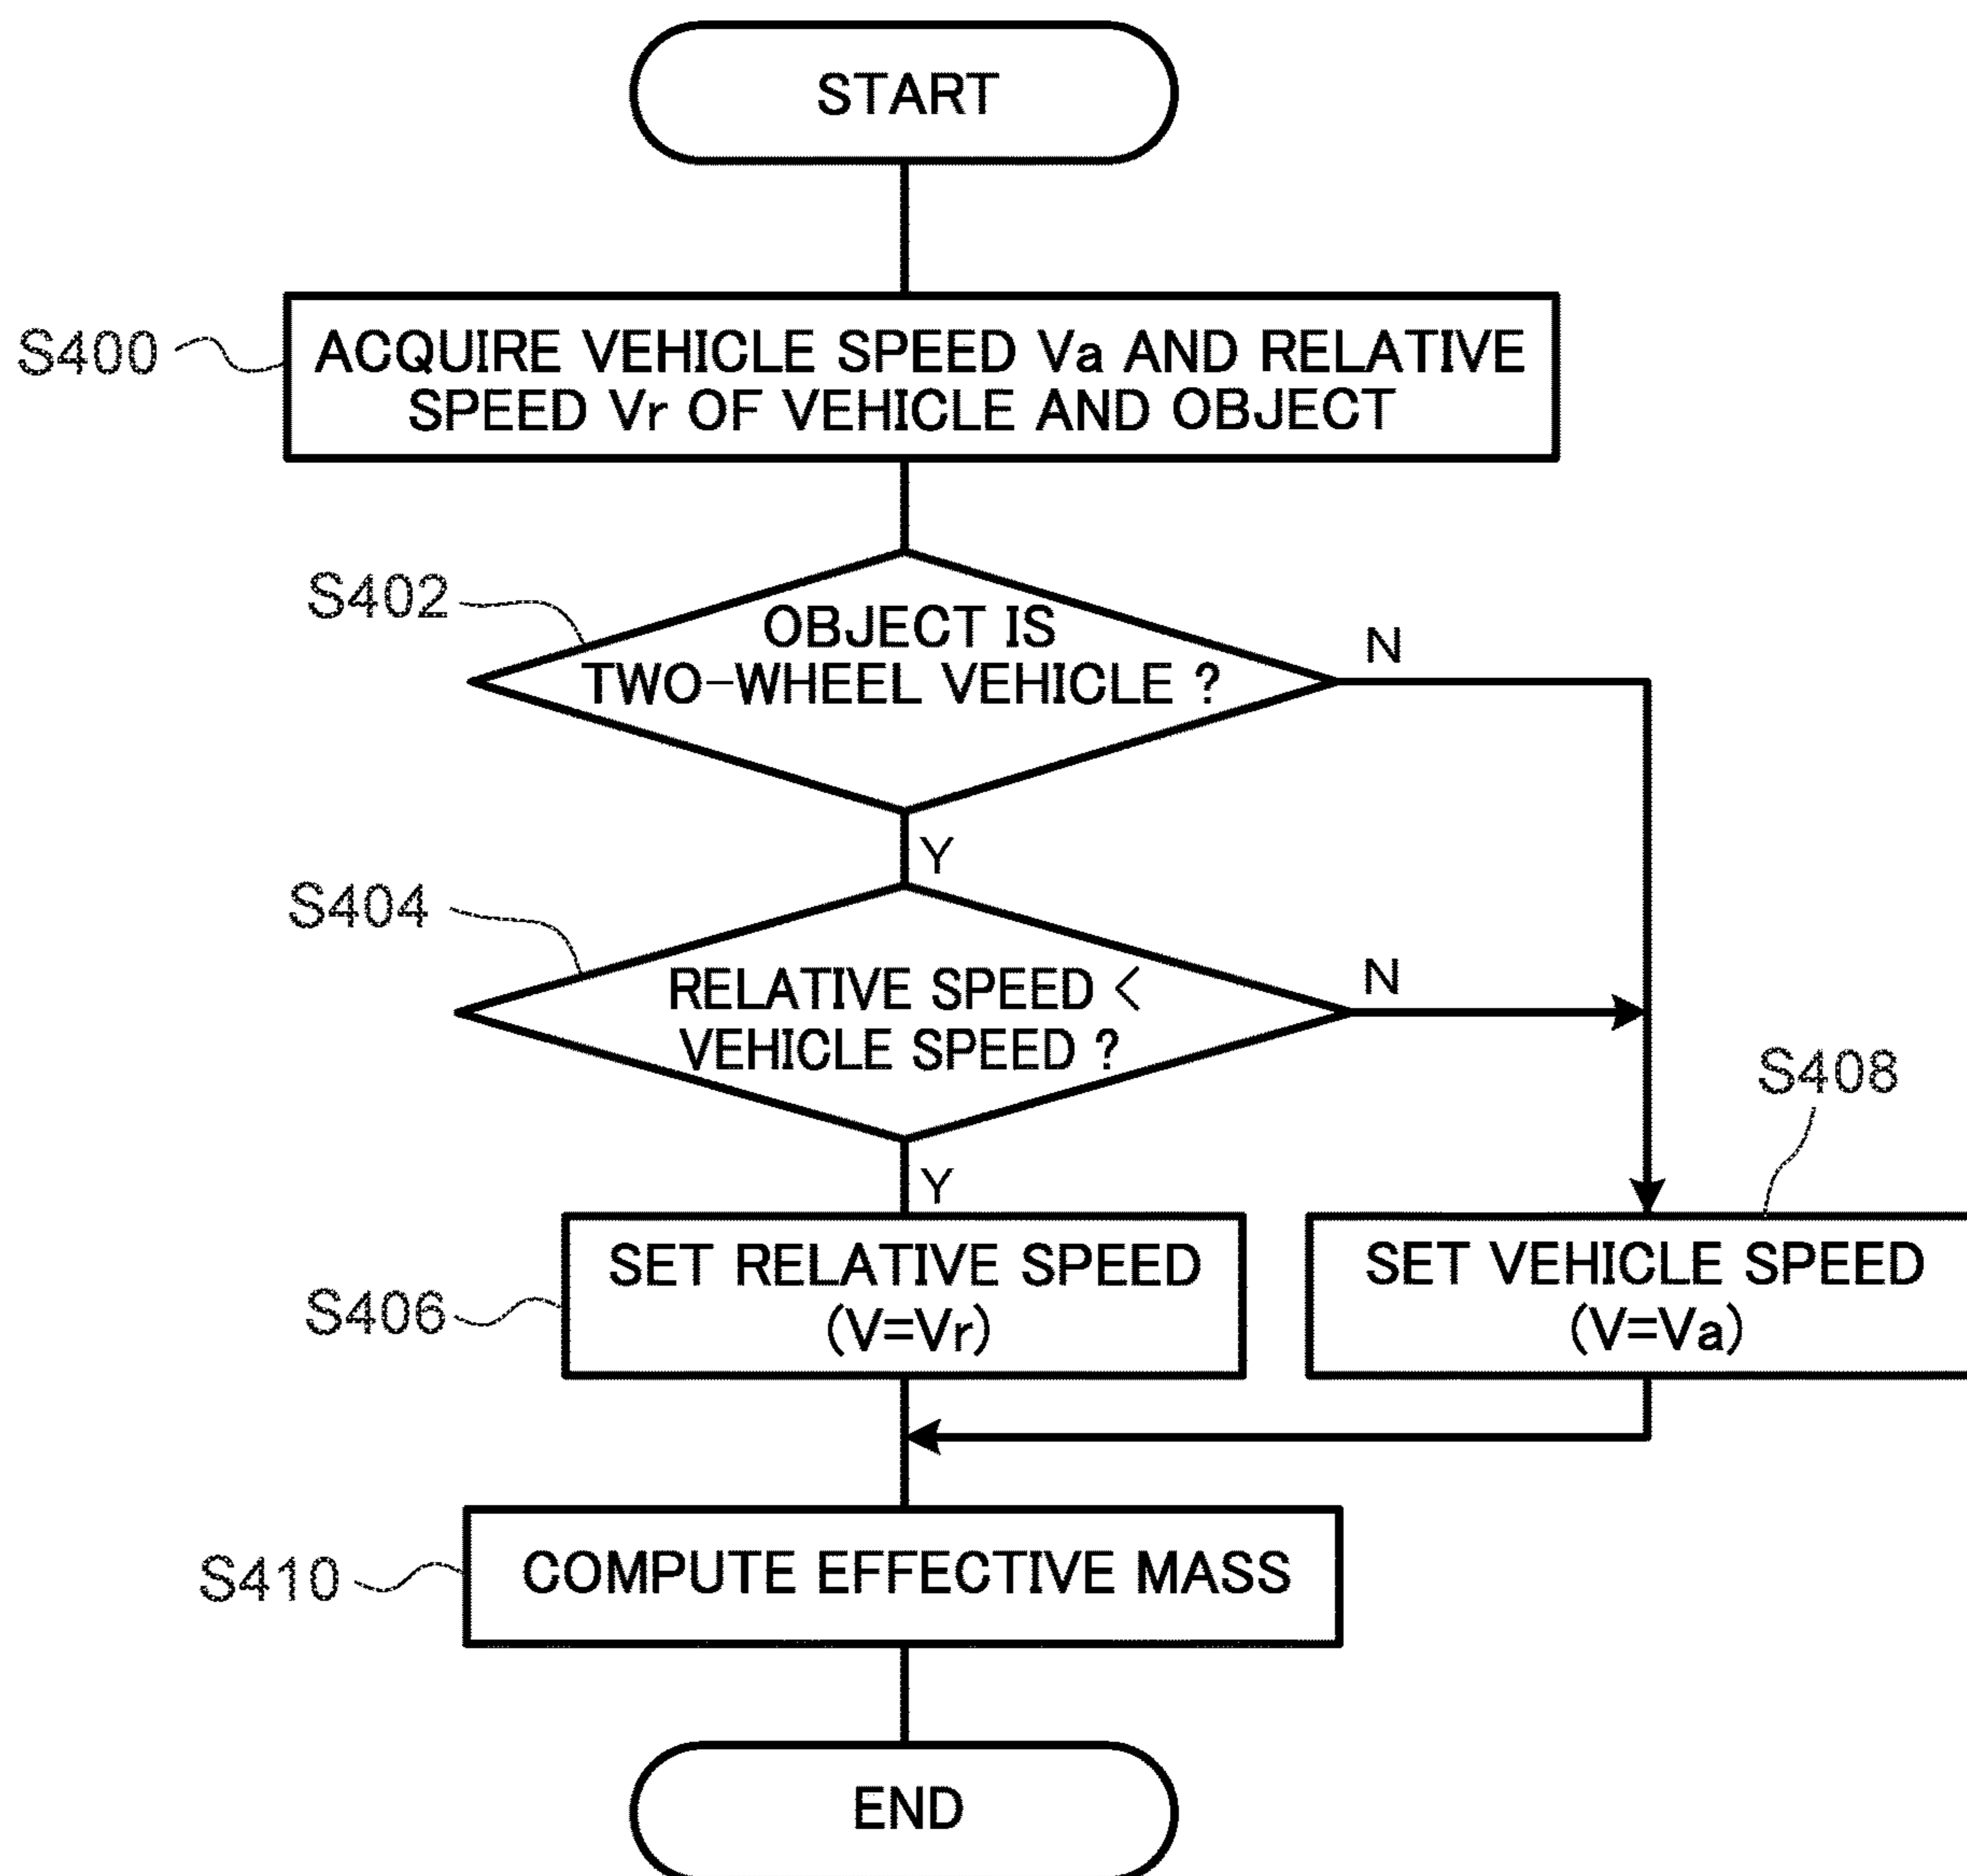 START
S400
ACQUIRE VEHICLE SPEED Va AND RELATIVE
SPEED Vr OF VEHICLE AND OBJECT
S402
OBJECT IS
TWO-WHEEL VEHICLE ?
N
Y
S404
RELATIVE SPEED <
VEHICLE SPEED ?
N
Y
S408
SET RELATIVE SPEED
(V=Vr)
S406
SET VEHICLE SPEED
(V=Va)
S410
COMPUTE EFFECTIVE MASS
END